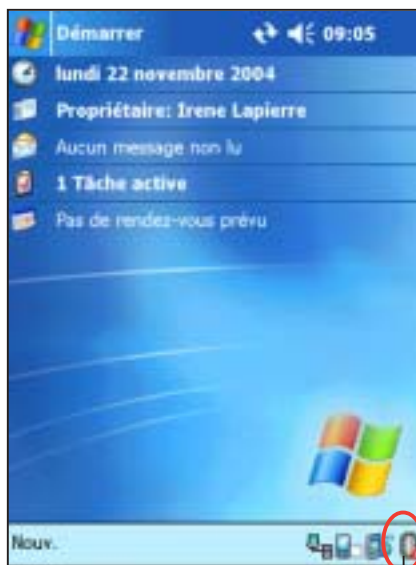 Démarrer 09:05
lundi 22 novembre 2004
Propriétaire: Irene Lapierre
Aucun message non lu
1 Tâche active
Pas de rendez-vous prévu
Nouv.